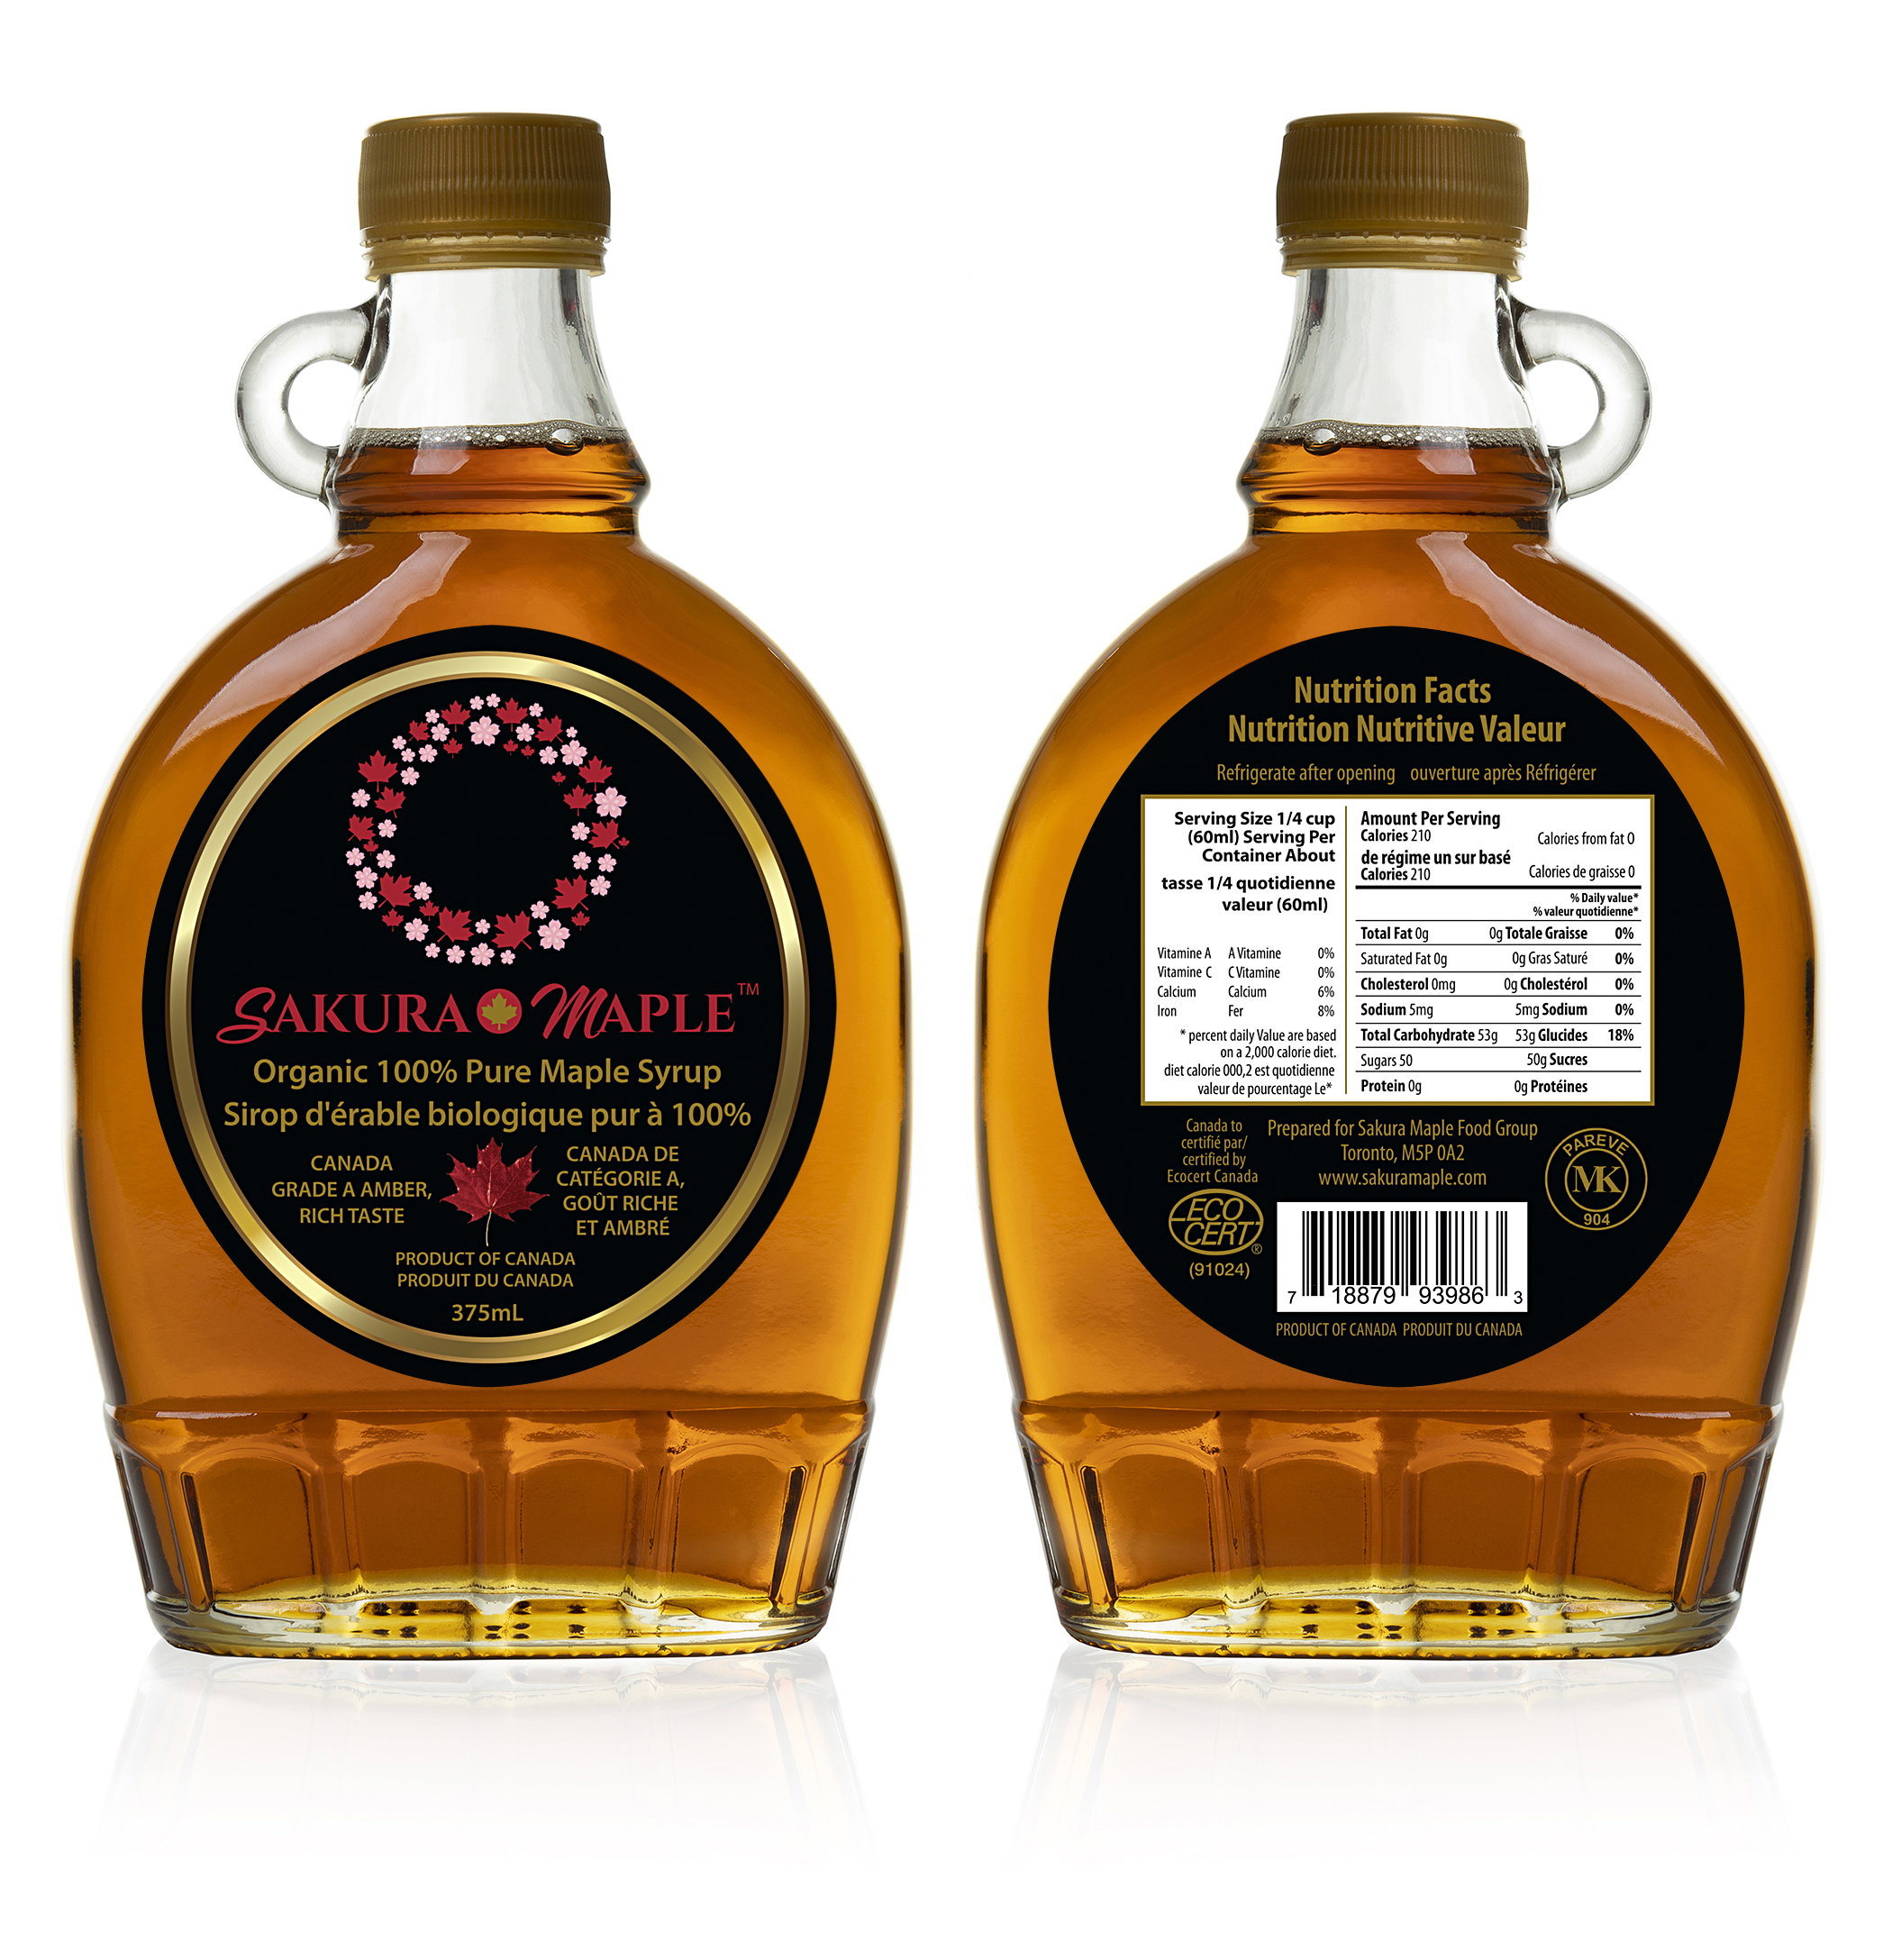 SAKURA MAPLE™
Organic 100% Pure Maple Syrup
Sirop d'érable biologique pur à 100%
CANADA
GRADE A AMBER,
RICH TASTE
CANADA DE
CATÉGORIE A,
GOÛT RICHE
ET AMBRÉ
PRODUCT OF CANADA
PRODUIT DU CANADA
375mL
Nutrition Facts
Nutrition Nutritive Valeur
Refrigerate after opening ouverture après Réfrigérer
Serving Size 1/4 cup
(60ml) Serving Per
Container About
tasse 1/4 quotidienne
valeur (60ml)
Vitamine A A Vitamine 0%
Vitamine C C Vitamine 0%
Calcium Calcium 6%
Iron Fer 8%
* percent daily Value are based
on a 2,000 calorie diet.
diet calorie 000,2 est quotidienne
valeur de pourcentage Le*
Amount Per Serving
Calories 210 Calories from fat 0
de régime un sur basé
Calories 210 Calories de graisse 0
% Daily value*
% valeur quotidienne*
Total Fat 0g 0g Totale Graisse 0%
Saturated Fat 0g 0g Gras Saturé 0%
Cholesterol 0mg 0g Cholestérol 0%
Sodium 5mg 5mg Sodium 0%
Total Carbohydrate 53g 53g Glucides 18%
Sugars 50 50g Sucres
Protein 0g 0g Protéines
Canada to
certifié par/
certified by
Ecocert Canada
ECO
CERT®
(91024)
Prepared for Sakura Maple Food Group
Toronto, M5P 0A2
www.sakuramaple.com
PAREVE
MK
904
7 18879 93986 3
PRODUCT OF CANADA PRODUIT DU CANADA